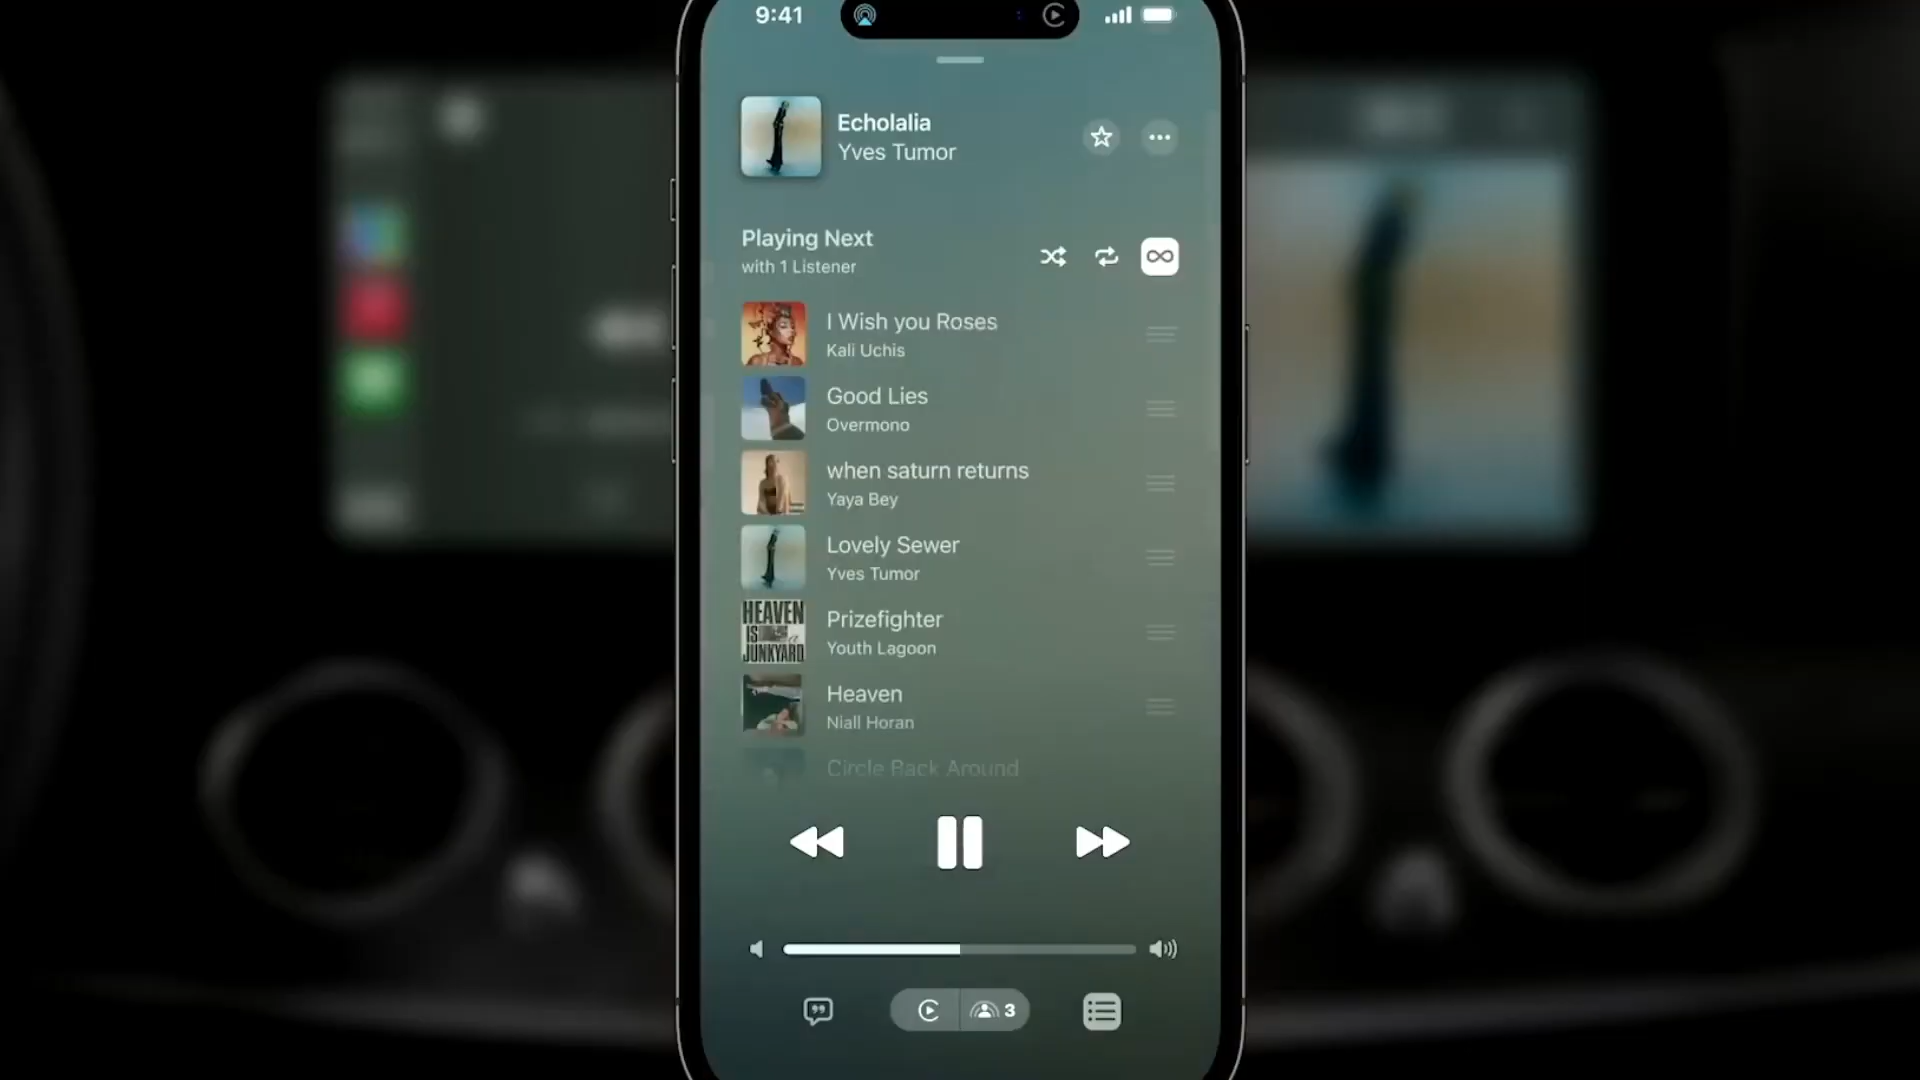 9:41
Echolalia
Yves Tumor
Playing Next
with 1 Listener
I Wish you Roses
Kali Uchis
Good Lies
Overmono
when saturn returns
Yaya Bey
Lovely Sewer
Yves Tumor
HEAVEN
IS a
JUNKYARD
Prizefighter
Youth Lagoon
Heaven
Niall Horan
Circle Back Around
3